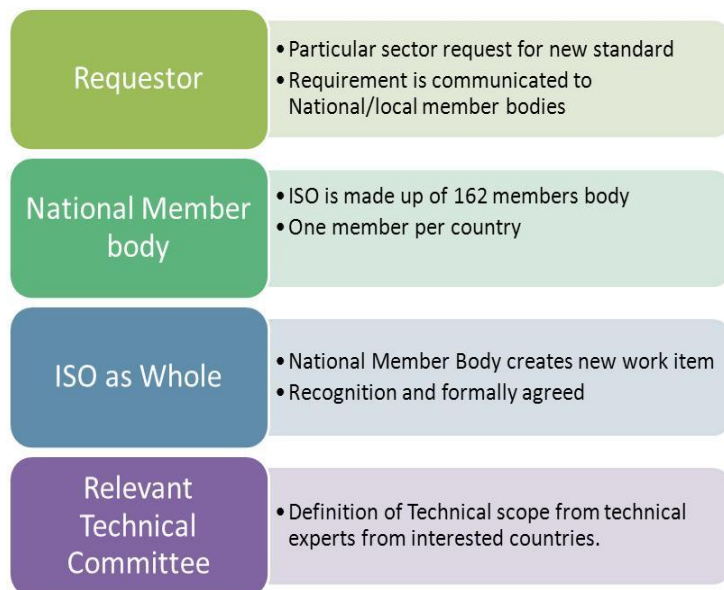 Requestor
• Particular sector request for new standard
• Requirement is communicated to
National/local member bodies
National Member
body
• ISO is made up of 162 members body
• One member per country
ISO as Whole
• National Member Body creates new work item
• Recognition and formally agreed
Relevant
Technical
Committee
• Definition of Technical scope from technical
experts from interested countries.